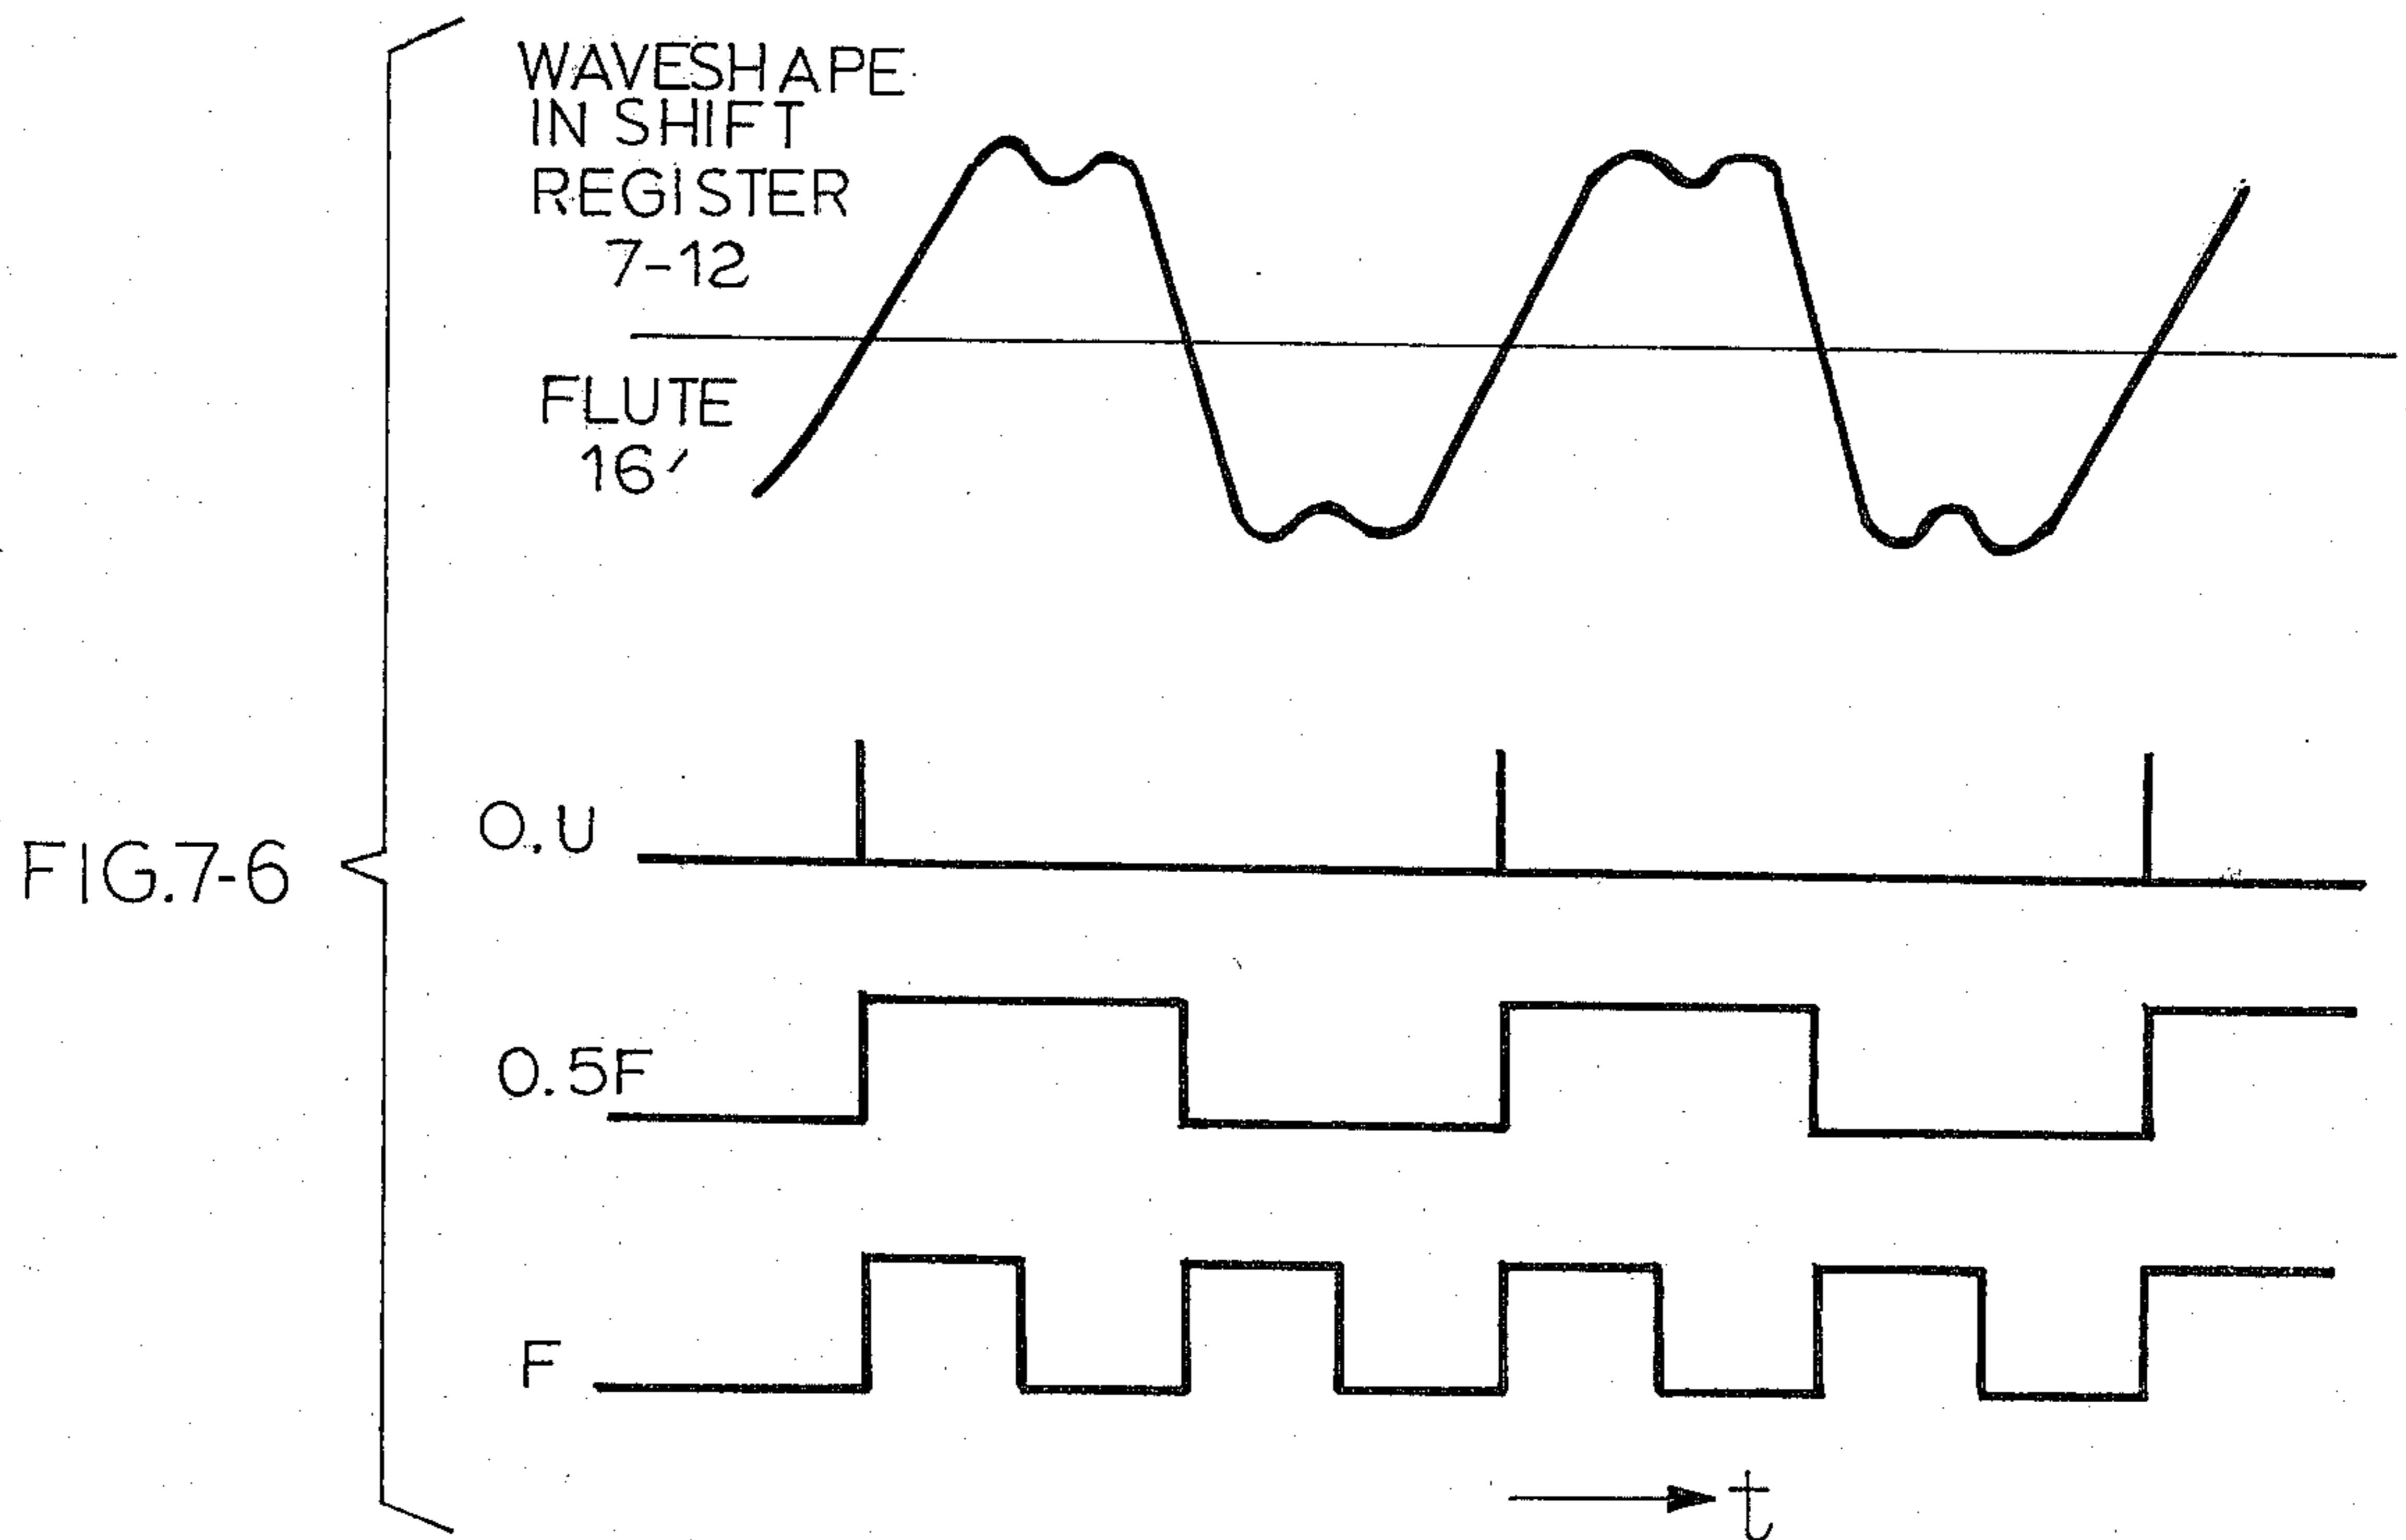 WAVESHAPE
IN SHIFT
REGISTER
7-12
FLUTE
16'
O.U
FIG.7-6
0.5F
F
t